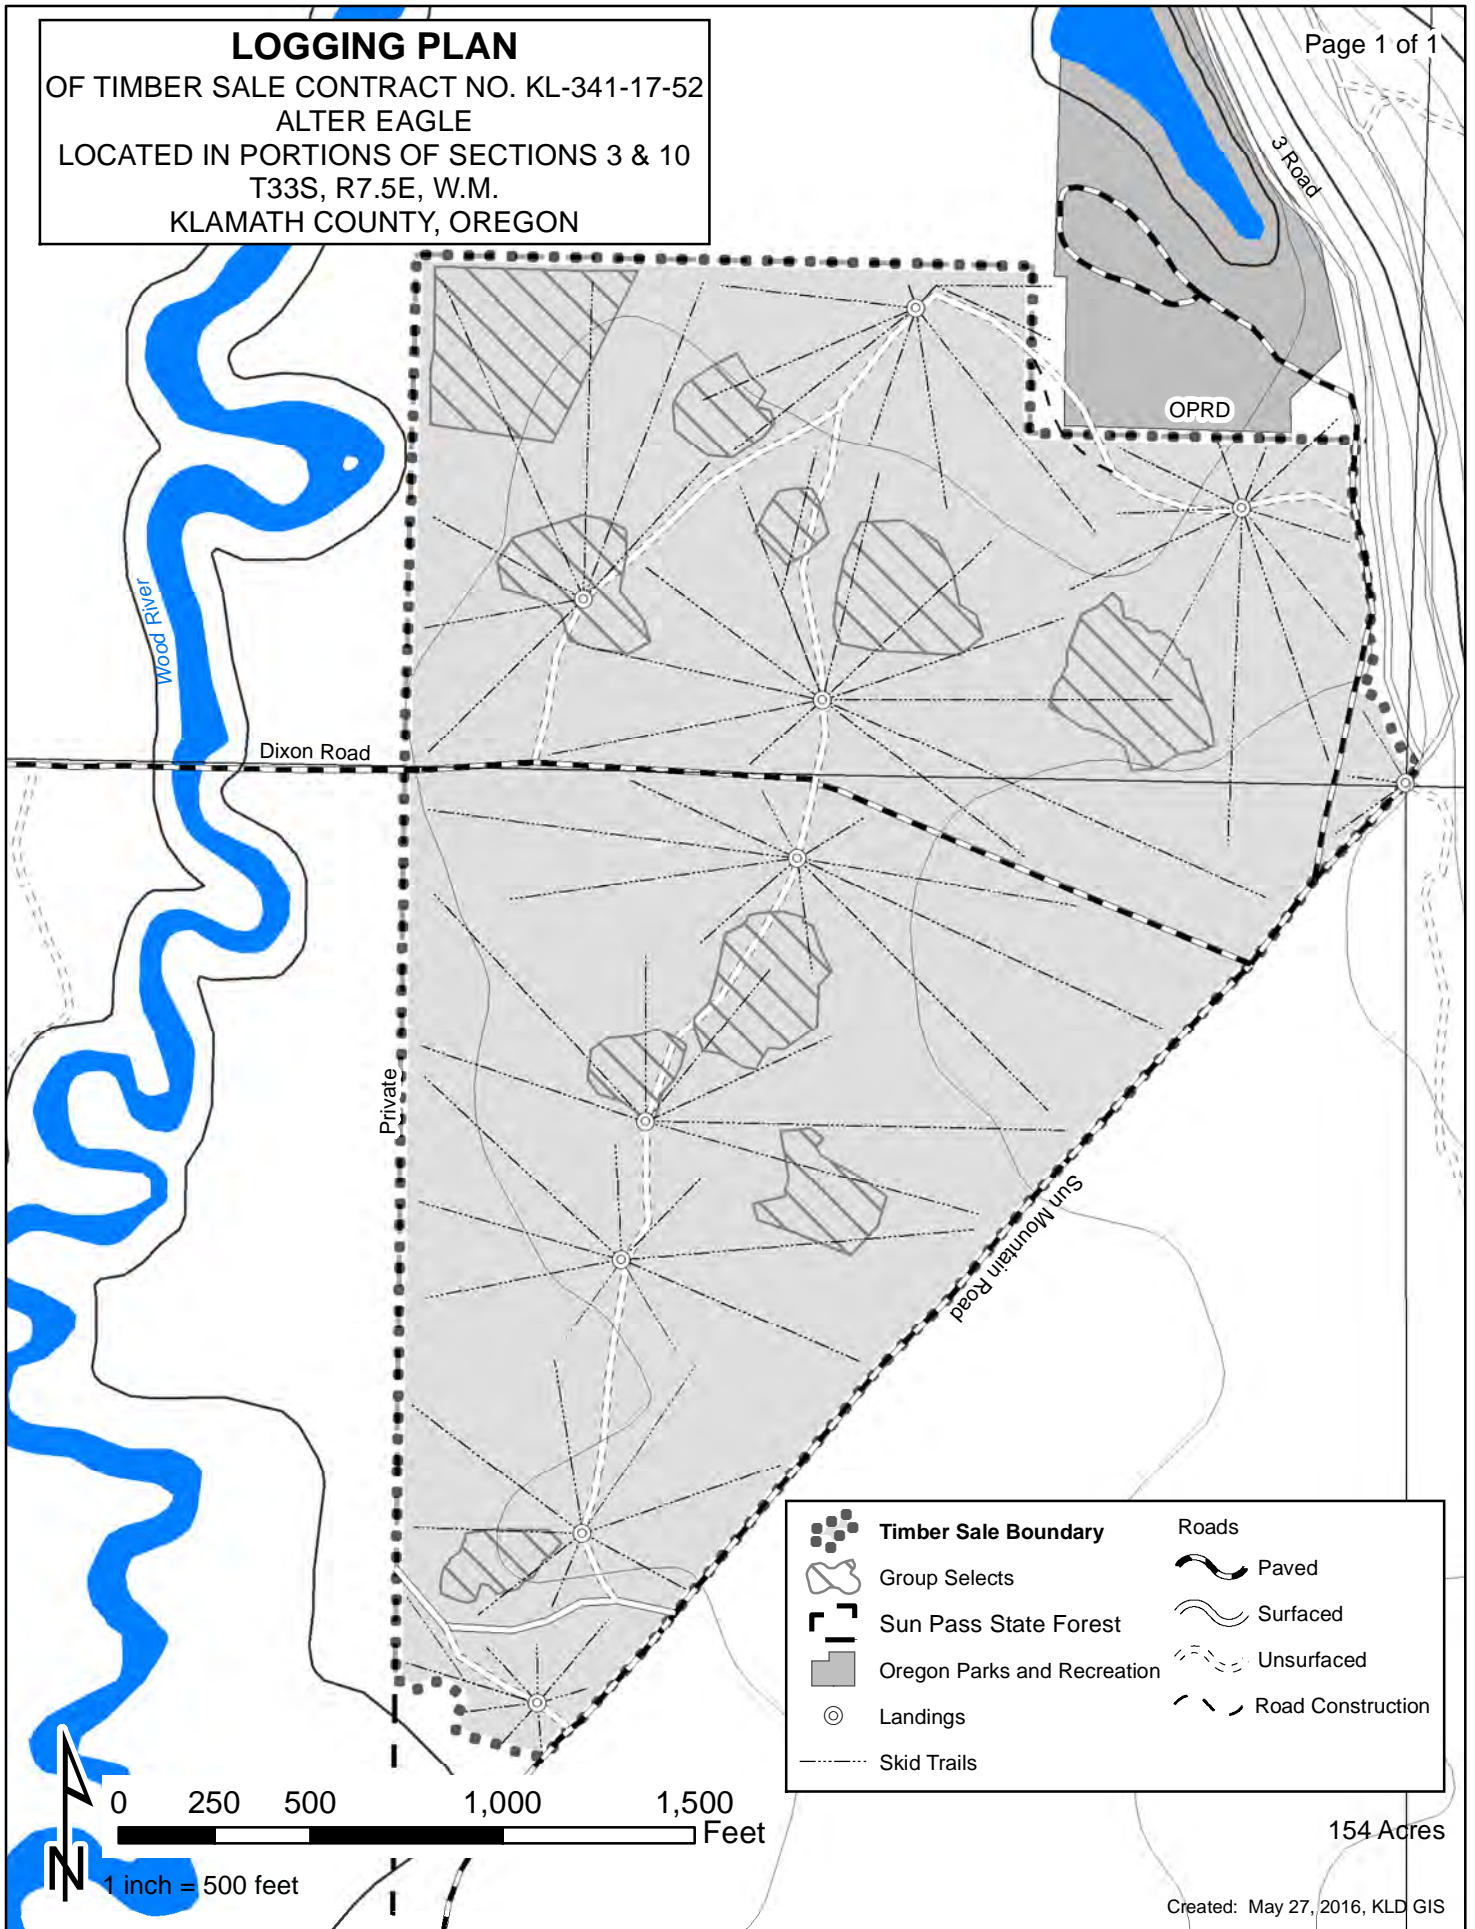 LOGGING PLAN
OF TIMBER SALE CONTRACT NO. KL-341-17-52
ALTER EAGLE
LOCATED IN PORTIONS OF SECTIONS 3 & 10
T33S, R7.5E, W.M.
KLAMATH COUNTY, OREGON
Page 1 of 1
3 Road
OPRD
Wood River
Dixon Road
Private
Sun Mountain Road
Timber Sale Boundary
Group Selects
Sun Pass State Forest
Oregon Parks and Recreation
Landings
Skid Trails
Roads
Paved
Surfaced
Unsurfaced
Road Construction
0 250 500 1,000 1,500
Feet
N
1 inch = 500 feet
154 Acres
Created: May 27, 2016, KLD GIS